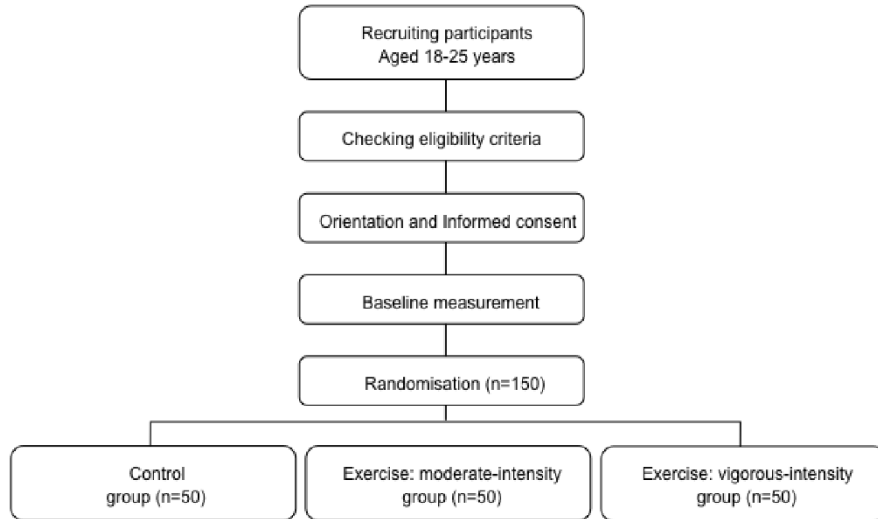 Recruiting participants
Aged 18-25 years
Checking eligibility criteria
Orientation and Informed consent
Baseline measurement
Randomisation (n=150)
Control
group (n=50)
Exercise: moderate-intensity
group (n=50)
Exercise: vigorous-intensity
group (n=50)